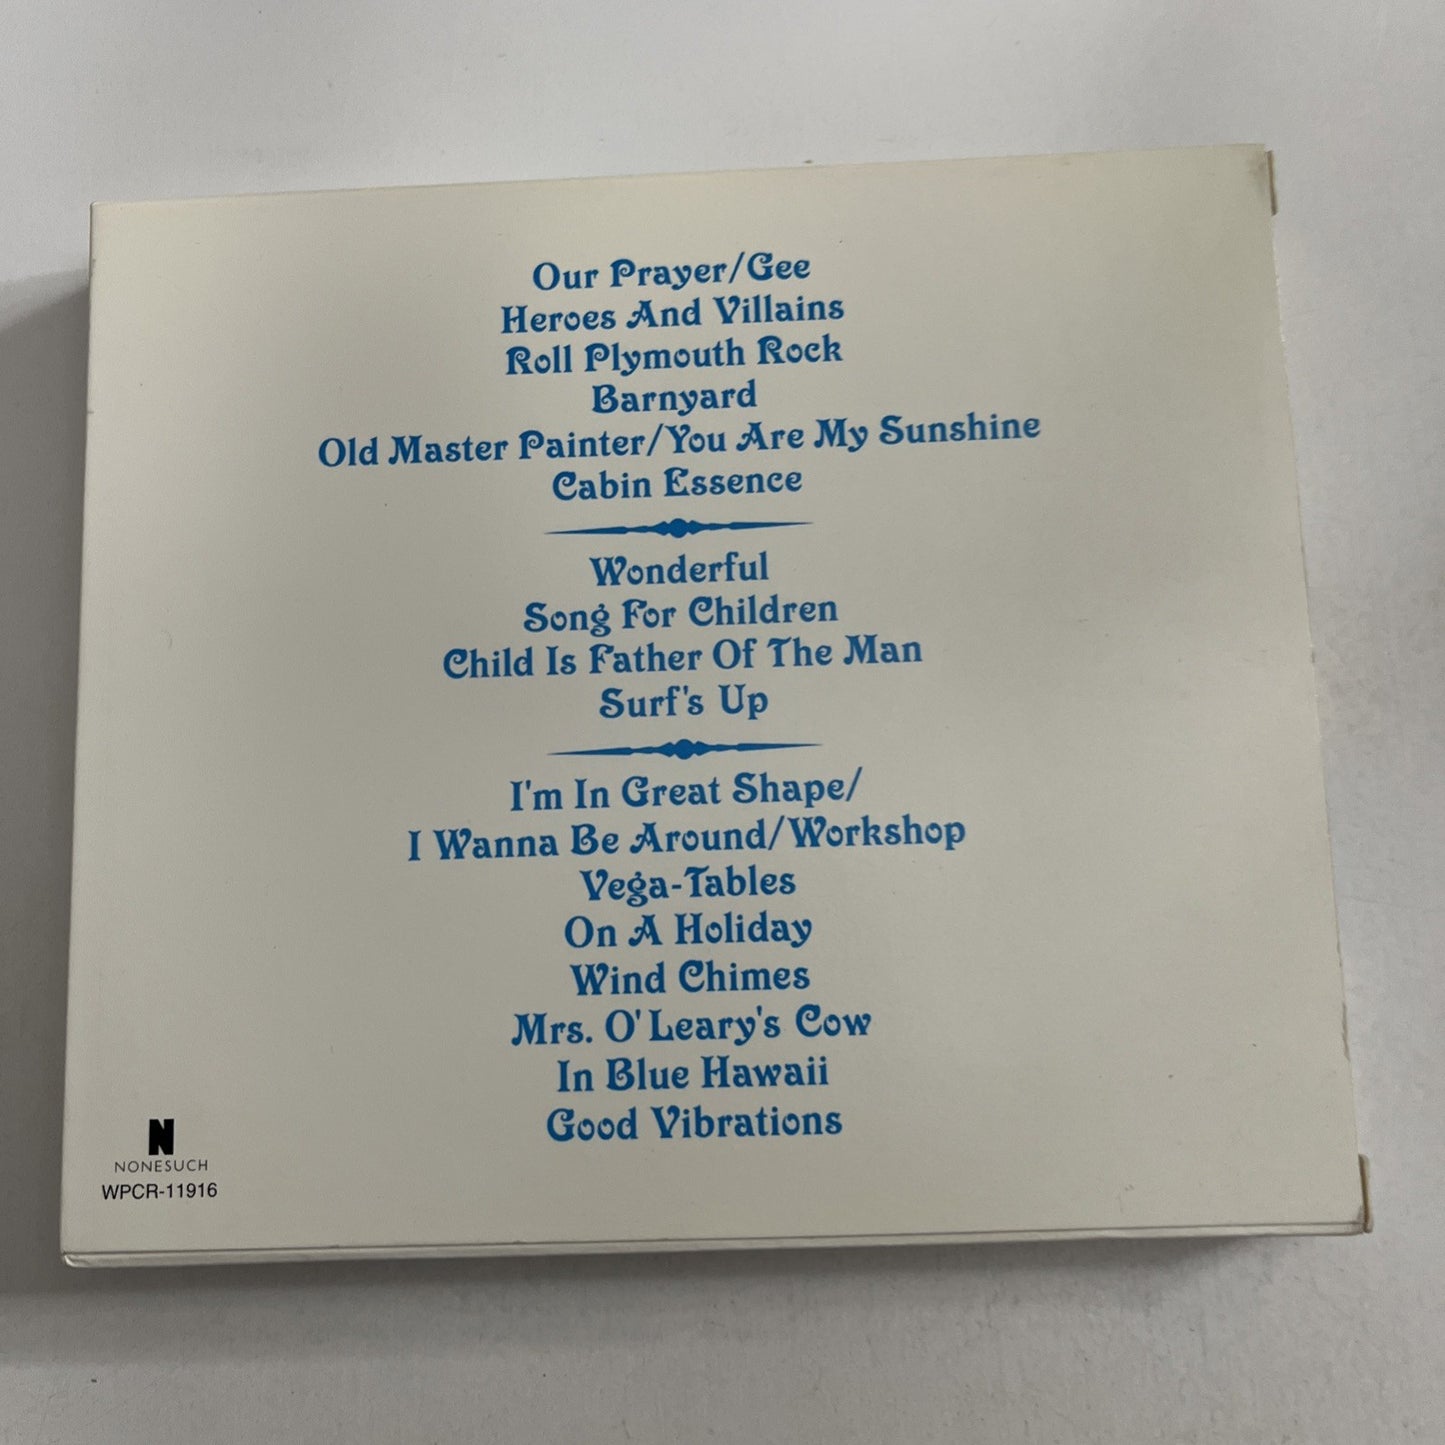 Our Prayer/Gee
Heroes And Villains
Roll Plymouth Rock
Barnyard
Old Master Painter/You Are My Sunshine
Cabin Essence
Wonderful
Song For Children
Child Is Father Of The Man
Surf's Up
I'm In Great Shape/
I Wanna Be Around/Workshop
Vega-Tables
On A Holiday
Wind Chimes
Mrs. O'Leary's Cow
In Blue Hawaii
Good Vibrations
N
NONESUCH
WPCR-11916